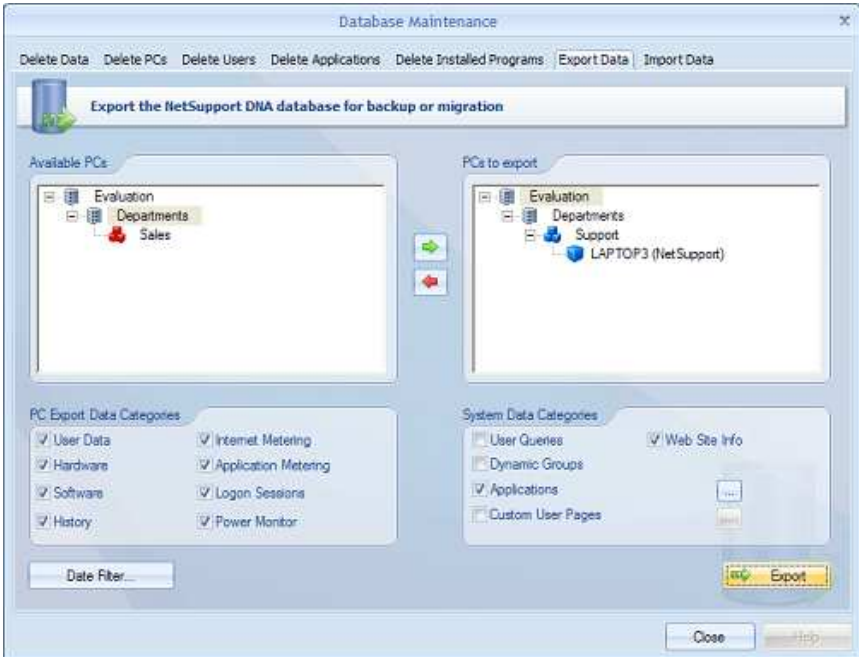 Database Maintenance
Delete Data Delete PCs Delete Users Delete Applications Delete Installed Programs Export Data Import Data
Export the NetSupport DNA database for backup or migration
Available PCs
Evaluation
Departments
Sales
PCs to export
Evaluation
Departments
Support
LAPTOP3 (NetSupport)
PC Export Data Categories
User Data Internet Metering
Hardware Application Metering
Software Logon Sessions
History Power Monitor
System Data Categories
User Queries Web Site Info
Dynamic Groups
Applications ...
Custom User Pages
Date Filter...
Export
Close Help